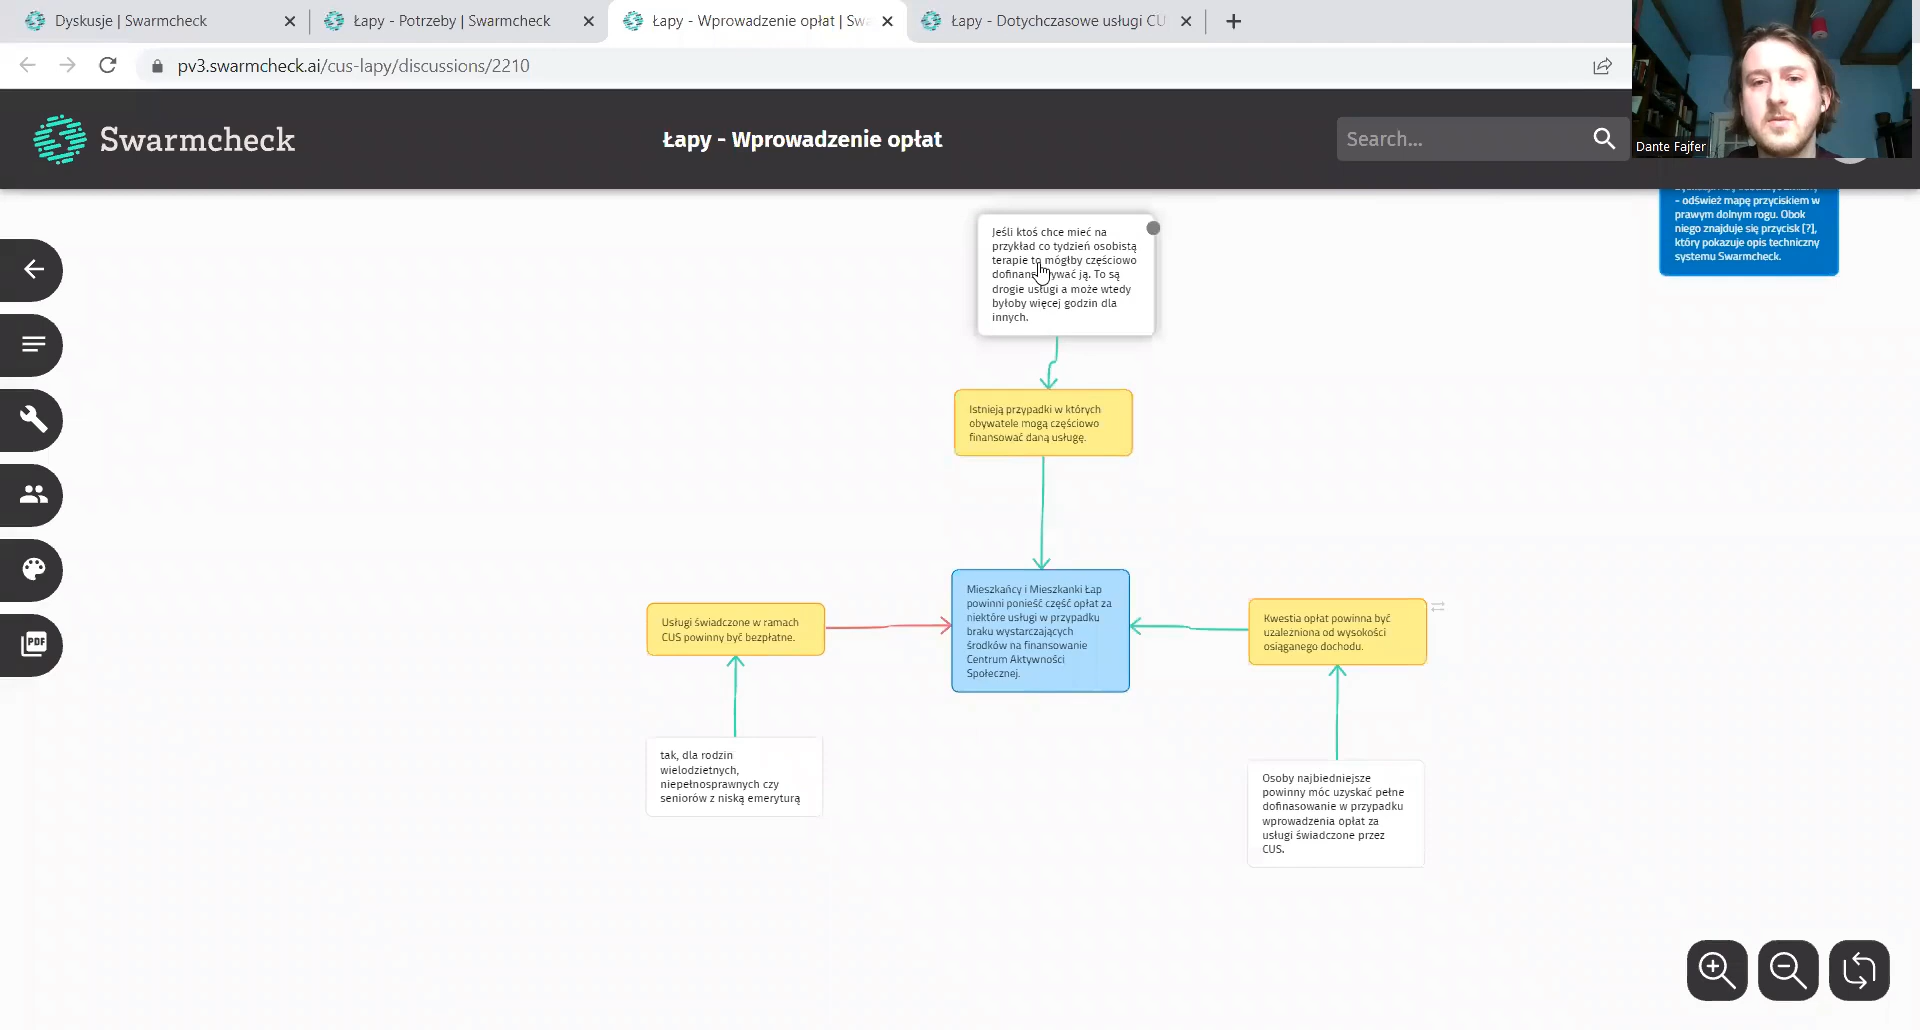 Dyskusje | Swarmcheck
Łapy - Potrzeby | Swarmcheck
Łapy - Wprowadzenie opłat | Swa
Łapy - Dotychczasowe usługi CU
pv3.swarmcheck.ai/cus-lapy/discussions/2210
Swarmcheck
Łapy - Wprowadzenie opłat
Search...
Dante Fajfer
- odśwież mapę przyciskiem w
prawym dolnym rogu. Obok
niego znajduje się przycisk [?],
który pokazuje opis techniczny
systemu Swarmcheck.
Jeśli ktoś chce mieć na
przykład co tydzień osobistą
terapie to mógłby częściowo
dofinansowywać ją. To są
drogie usługi a może wtedy
byłoby więcej godzin dla
innych.
Istnieją przypadki w których
obywatele mogą częściowo
finansować daną usługę.
Usługi świadczone w ramach
CUS powinny być bezpłatne.
Mieszkańcy i Mieszkanki Łap
powinni ponieść część opłat za
niektóre usługi w przypadku
braku wystarczających
środków na finansowanie
Centrum Aktywności
Społecznej.
Kwestia opłat powinna być
uzalezniona od wysokości
osiąganego dochodu.
tak, dla rodzin
wielodzietnych,
niepełnosprawnych czy
seniorów z niską emeryturą
Osoby najbiedniejsze
powinny móc uzyskać pełne
dofinasowanie w przypadku
wprowadzenia opłat za
usługi świadczone przez
CUS.
PDF